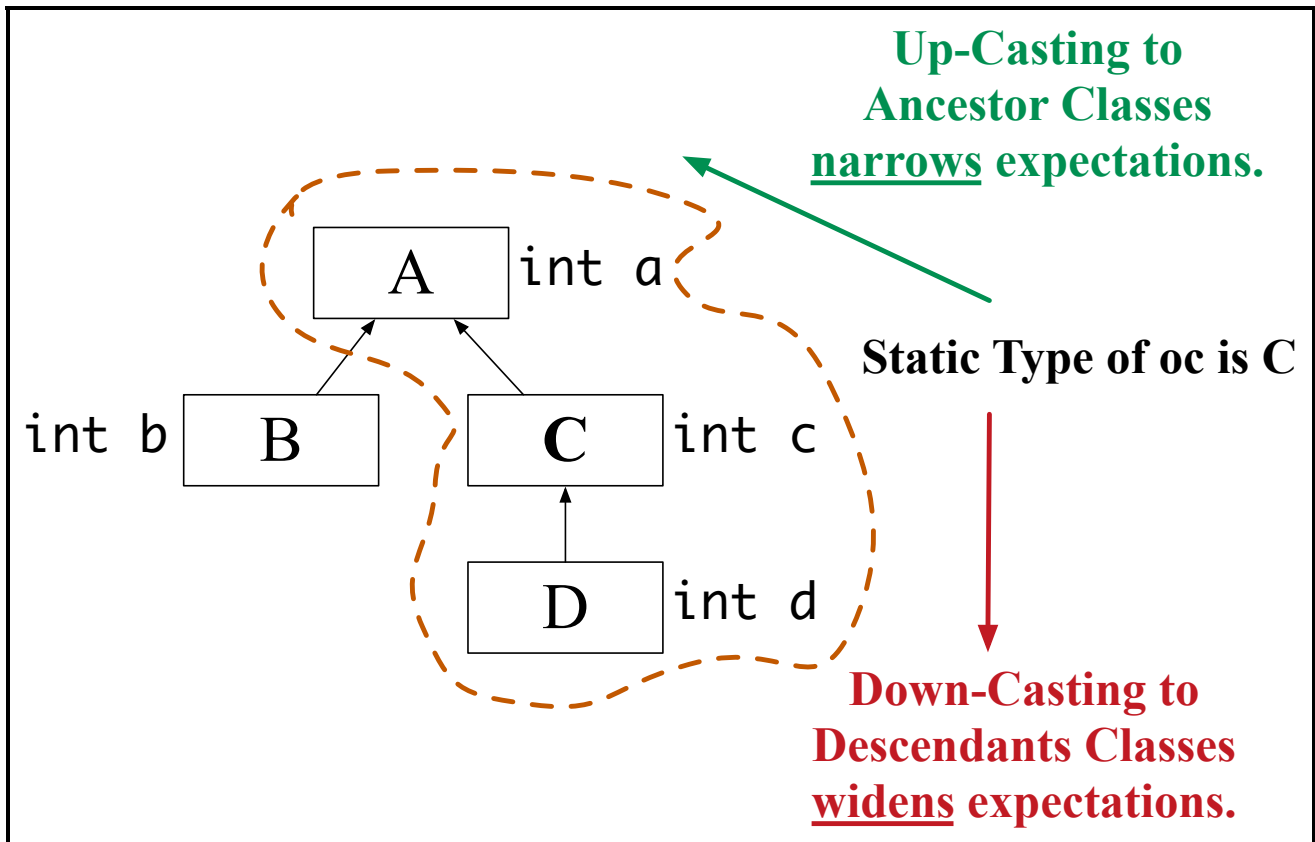 Up-Casting to
Ancestor Classes
narrows expectations.
A int a
Static Type of oc is C
int b B C int c
D int d
Down-Casting to
Descendants Classes
widens expectations.